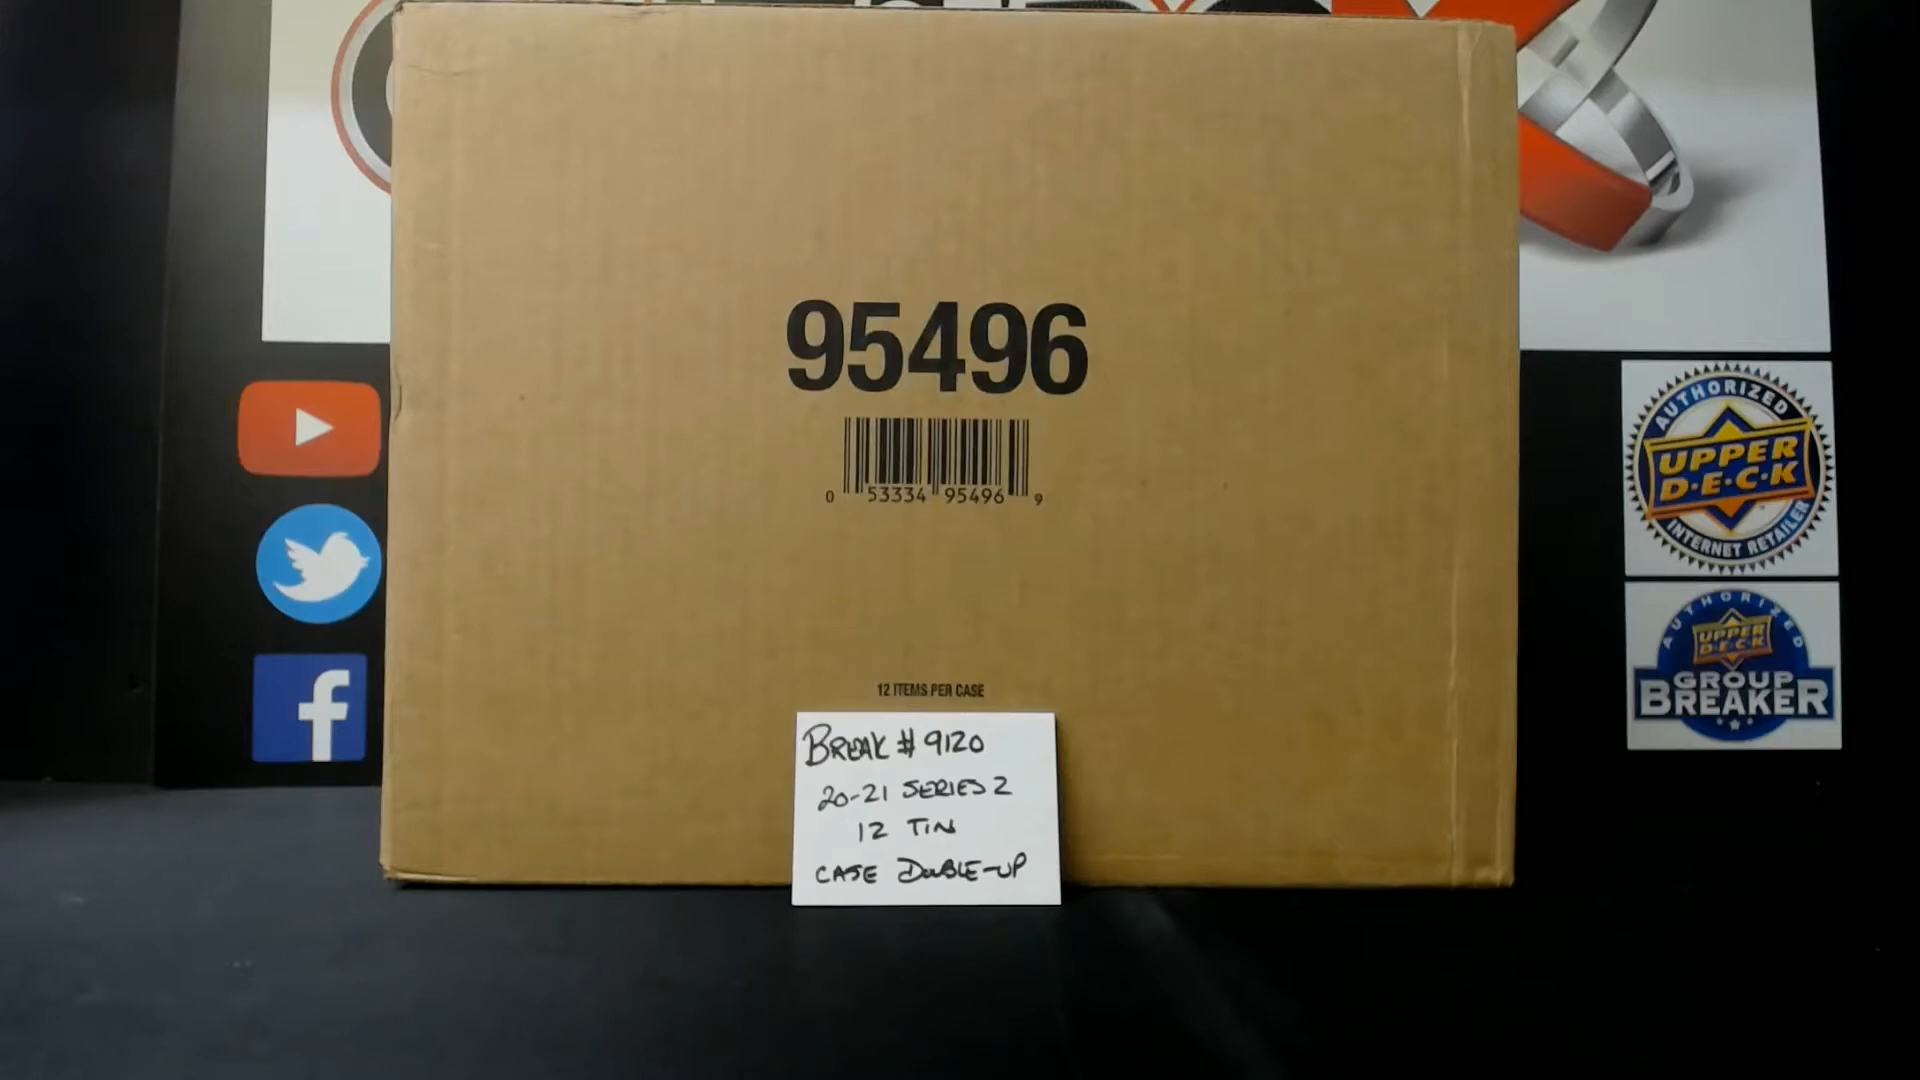 95496
0 53334 95496 9
12 ITEMS PER CASE
BREAK # 9120
20-21 SERIES 2
12 TIN
CASE DOUBLE-UP
AUTHORIZED
UPPER
D·E·C·K
INTERNET RETAILER
AUTHORIZED
UPPER
D·E·C·K
GROUP
BREAKER
f